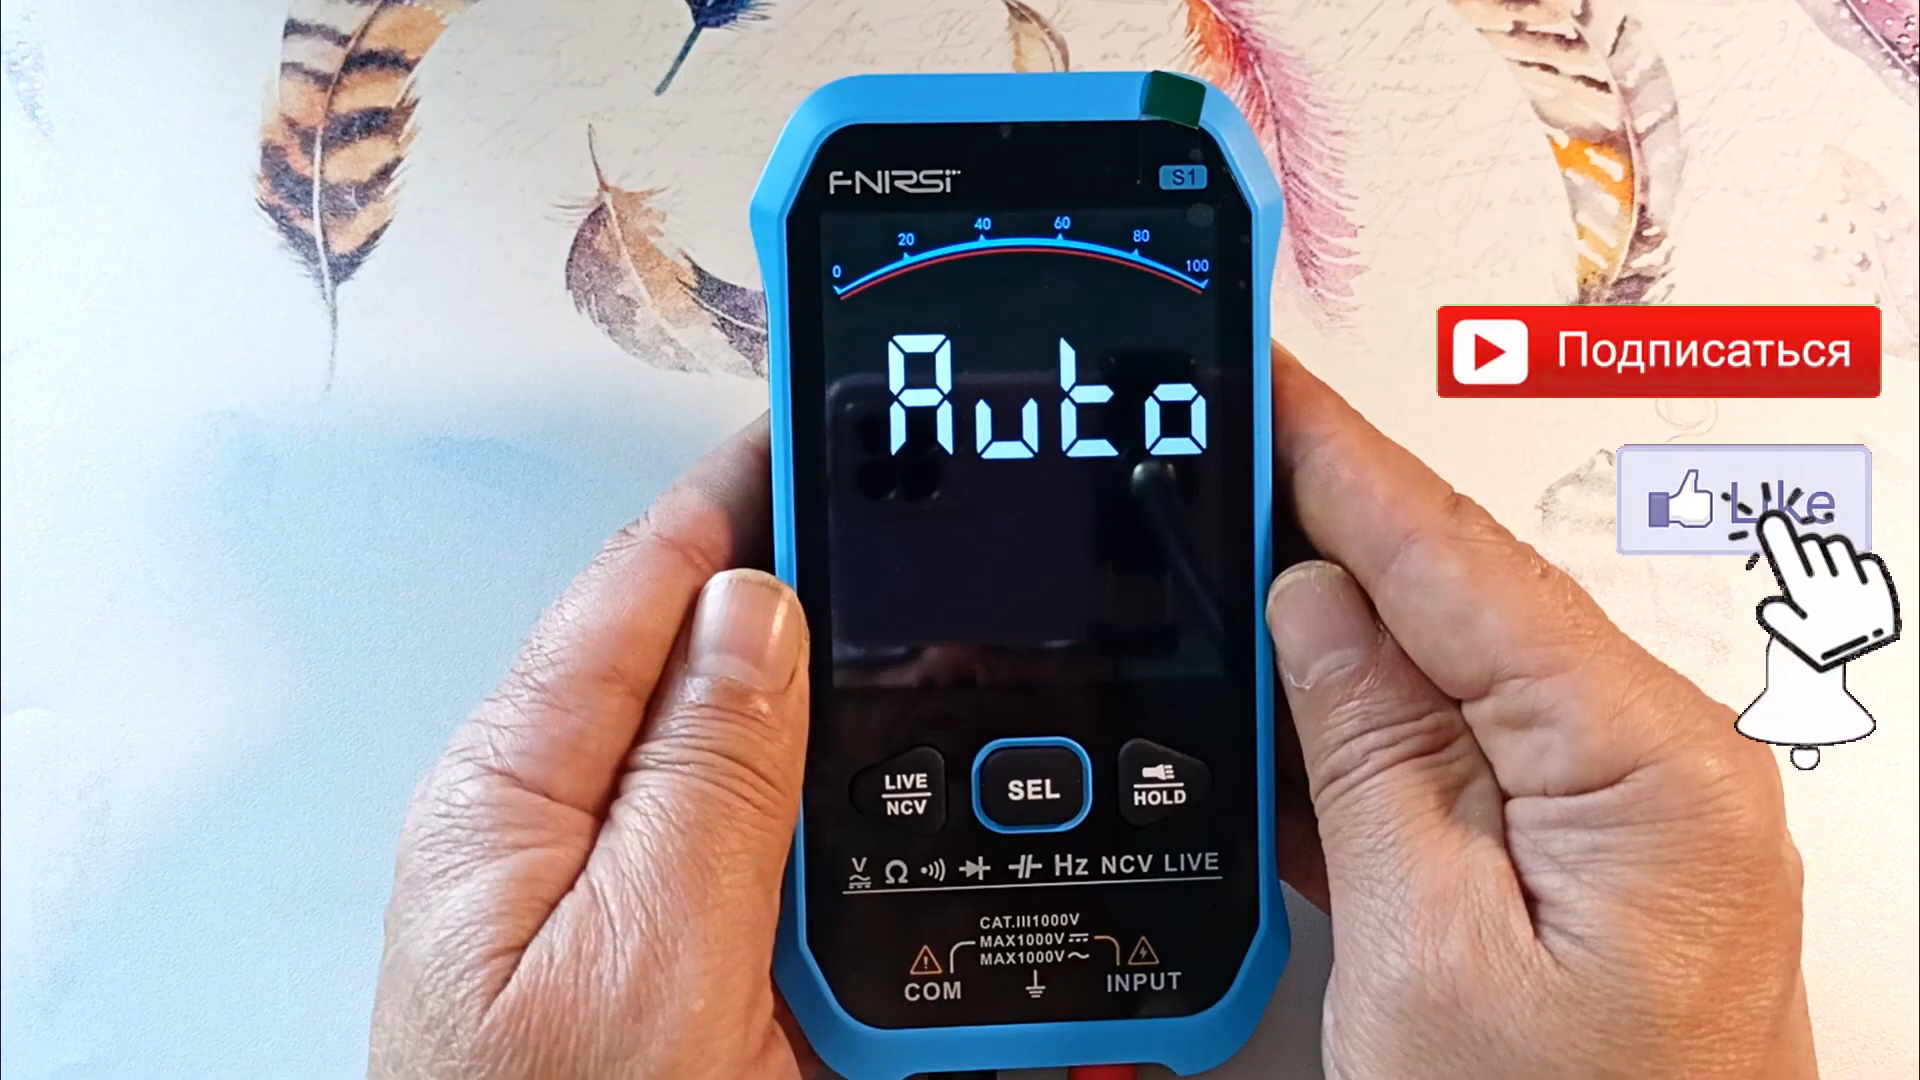 FNIRSI
S1
0 20 40 60 80 100
Auto
Подписаться
Like
LIVE
NCV
SEL
HOLD
V Ω Hz NCV LIVE
CAT.III1000V
MAX1000V
MAX1000V
COM
INPUT